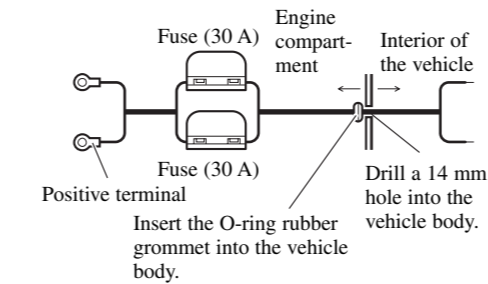 Fuse (30 A)
Engine
compart-
ment
Interior of
the vehicle
Fuse (30 A)
Positive terminal
Insert the O-ring rubber
grommet into the vehicle
body.
Drill a 14 mm
hole into the
vehicle body.